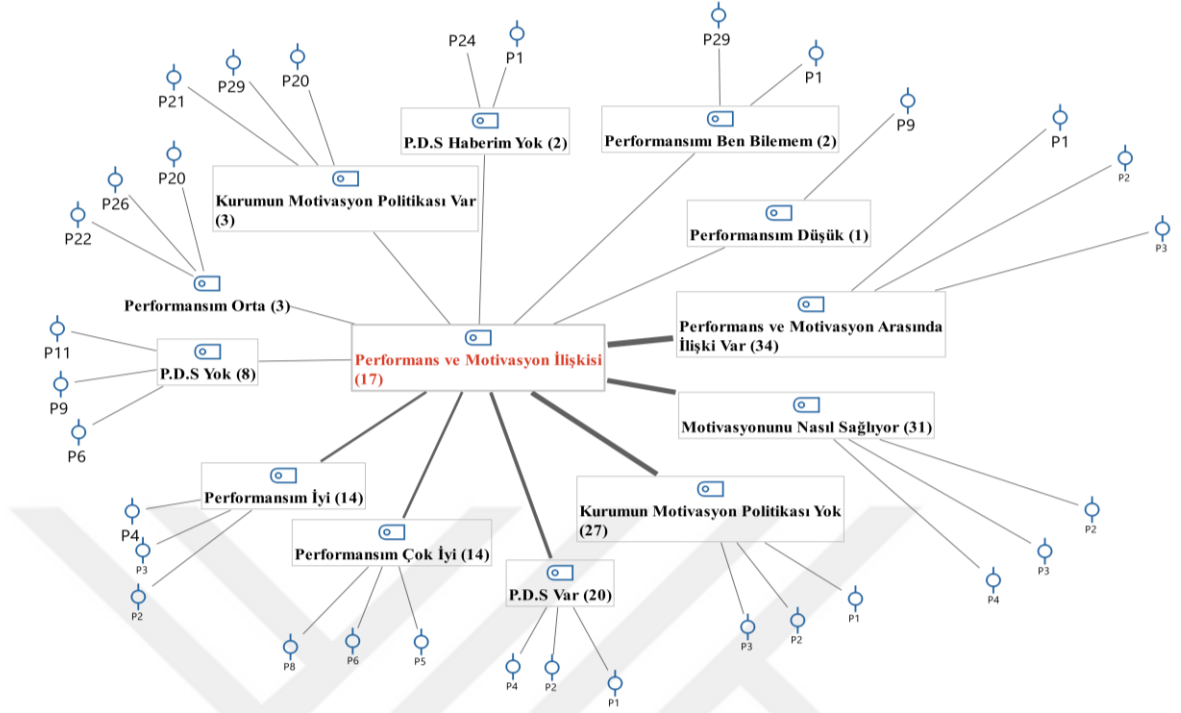 P29
P24
P1
P20
P29
P1
P21
P9
P1
P2
P.D.S Haberim Yok (2)
Performansımı Ben Bilemem (2)
P20
P26
Kurumun Motivasyon Politikası Var
(3)
P22
Performansım Düşük (1)
P3
Performansım Orta (3)
Performans ve Motivasyon Arasında
İlişki Var (34)
P11
Performans ve Motivasyon İlişkisi
(17)
P.D.S Yok (8)
P9
P6
Motivasyonunu Nasıl Sağlıyor (31)
Performansım İyi (14)
Kurumun Motivasyon Politikası Yok
(27)
P4
P3
P2
Performansım Çok İyi (14)
P2
P3
P4
P.D.S Var (20)
P8
P6
P5
P4
P2
P1
P3
P2
P1